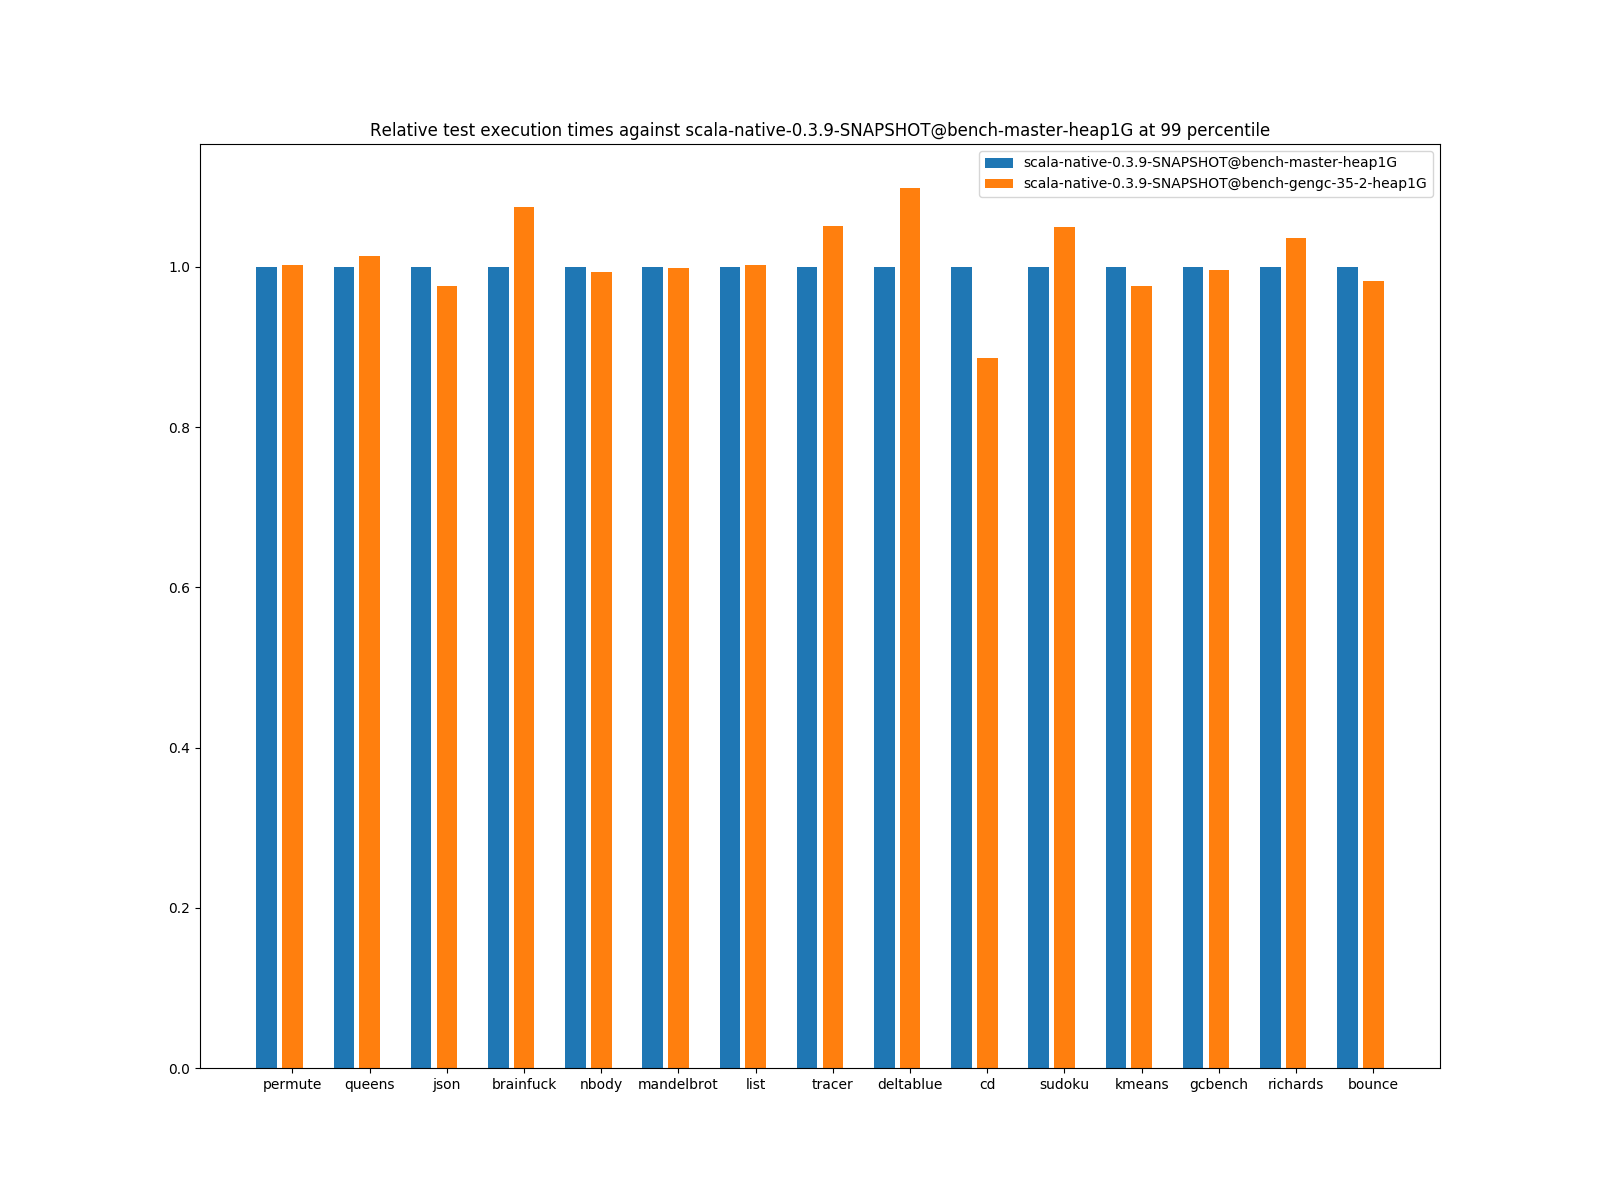 Relative test execution times against scala-native-0.3.9-SNAPSHOT@bench-master-heap1G at 99 percentile
scala-native-0.3.9-SNAPSHOT@bench-master-heap1G
scala-native-0.3.9-SNAPSHOT@bench-gengc-35-2-heap1G
1.0
0.8
0.6
0.4
0.2
0.0
permute queens json brainfuck nbody mandelbrot list tracer deltablue cd sudoku kmeans gcbench richards bounce